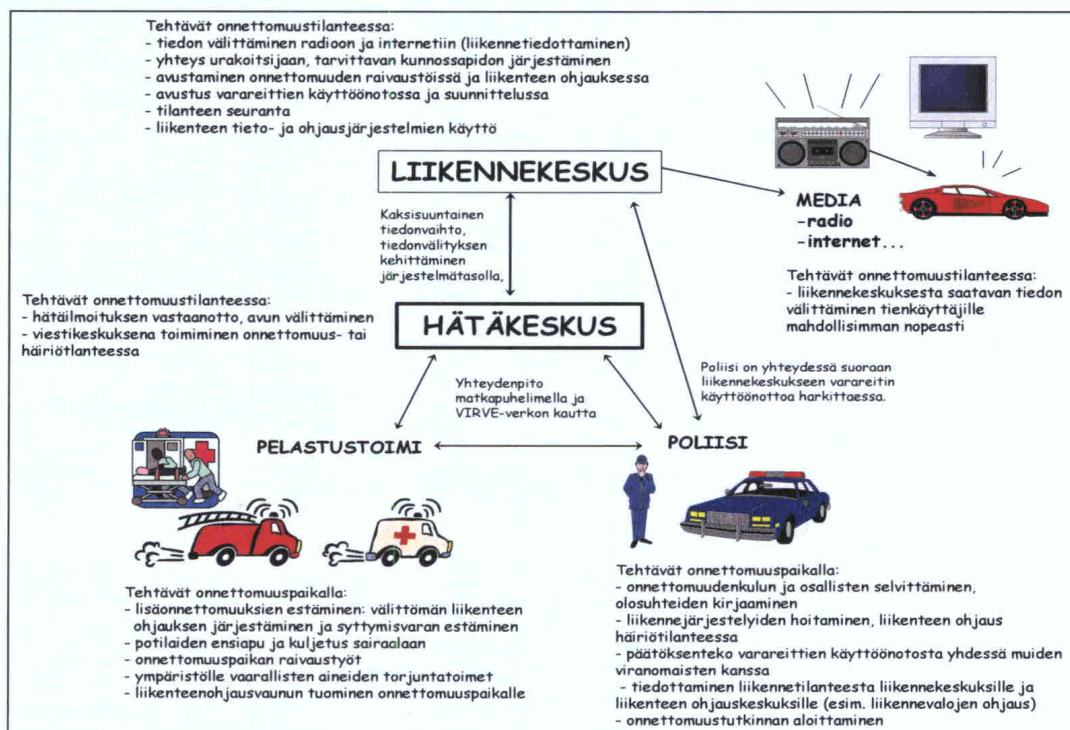 Tehtävät onnettomuustilanteessa:
- tiedon välittäminen radioon ja internetiin (liikennetiedottaminen)
- yhteys urakoitsijaan, tarvittavan kunnossapidon järjestäminen
- avustaminen onnettomuuden raivaustöissä ja liikenteen ohjauksessa
- avustus varareittien käyttöönotossa ja suunnittelussa
- tilanteen seuranta
- liikenteen tieto- ja ohjausjärjestelmien käyttö
LIIKENNEKESKUS
MEDIA
-radio
-internet...
Kaksisuuntainen
tiedonvaihto,
tiedonvälityksen
kehittäminen
järjestelmätasolla,
Tehtävät onnettomuustilanteessa:
- liikennekeskuksesta saatavan tiedon
välittäminen tienkäyttäjille
mahdollisimman nopeasti
Tehtävät onnettomuustilanteessa:
- hätäilmoituksen vastaanotto, avun välittäminen
- viestikeskuksena toimiminen onnettomuus- tai
häiriötlanteessa
HÄTÄKESKUS
Yhteydenpito
matkapuhelimella ja
VIRVE-verkon kautta
Poliisi on yhteydessä suoraan
liikennekeskukseen varareitin
käyttöönottoa harkittaessa.
PELASTUSTOIMI
POLIISI
Tehtävät onnettomuuspaikalla:
- lisäonnettomuuksien estäminen: välittömän liikenteen
ohjauksen järjestäminen ja syttymisvaran estäminen
- potilaiden ensiapu ja kuljetus sairaalaan
- onnettomuuspaikan raivaustyöt
- ympäristölle vaarallisten aineiden torjuntatoimet
- liikenteenohjausvaunun tuominen onnettomuuspaikalle
Tehtävät onnettomuuspaikalla:
- onnettomuudenkulun ja osallisten selvittäminen,
olosuhteiden kirjaaminen
- liikennejärjestelyiden hoitaminen, liikenteen ohjaus
häiriötilanteessa
- päätöksenteko varareittien käyttöönotosta yhdessä muiden
viranomaisten kanssa
- tiedottaminen liikennetilanteesta liikennekeskuksille ja
liikenteen ohjauskeskuksille (esim. liikennevalojen ohjaus)
- onnettomuustutkinnan aloittaminen